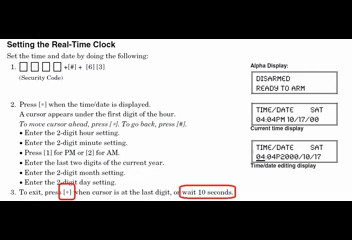 Setting the Real-Time Clock
Set the time and date by doing the following:
1. □ □ □ □ +[#] + [6] [3]
(Security Code)
Alpha Display:
DISARMED
READY TO ARM
2. Press [*] when the time/date is displayed.
A cursor appears under the first digit of the hour.
To move cursor ahead, press [*]. To go back, press [#].
• Enter the 2-digit hour setting.
• Enter the 2-digit minute setting.
• Press [1] for PM or [2] for AM.
• Enter the last two digits of the current year.
• Enter the 2-digit month setting.
• Enter the 2-digit day setting.
TIME/DATE SAT
04:04PM 10/17/00
Current time display
TIME/DATE SAT
04:04P2000/10/17
Time/date editing display
3. To exit, press [*] when cursor is at the last digit, or wait 10 seconds.